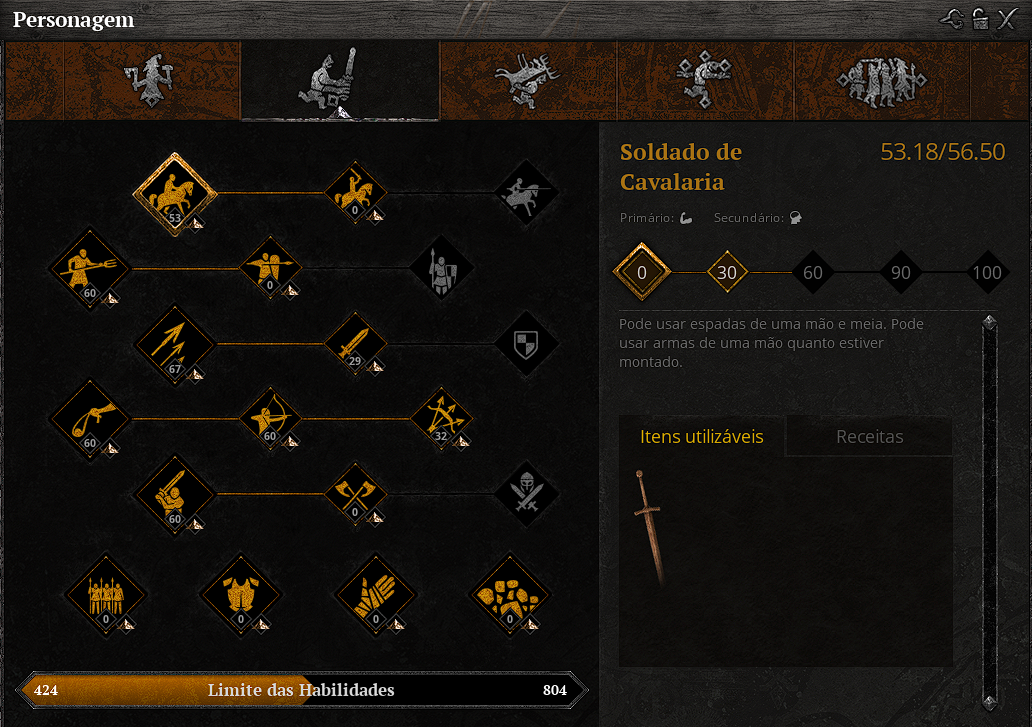 Personagem
Soldado de
Cavalaria
53.18/56.50
Primário:
Secundário:
0
30
60
90
100
Pode usar espadas de uma mão e meia. Pode
usar armas de uma mão quanto estiver
montado.
Itens utilizáveis
Receitas
53
0
60
0
67
29
60
60
32
60
0
0
0
0
0
424
Limite das Habilidades
804